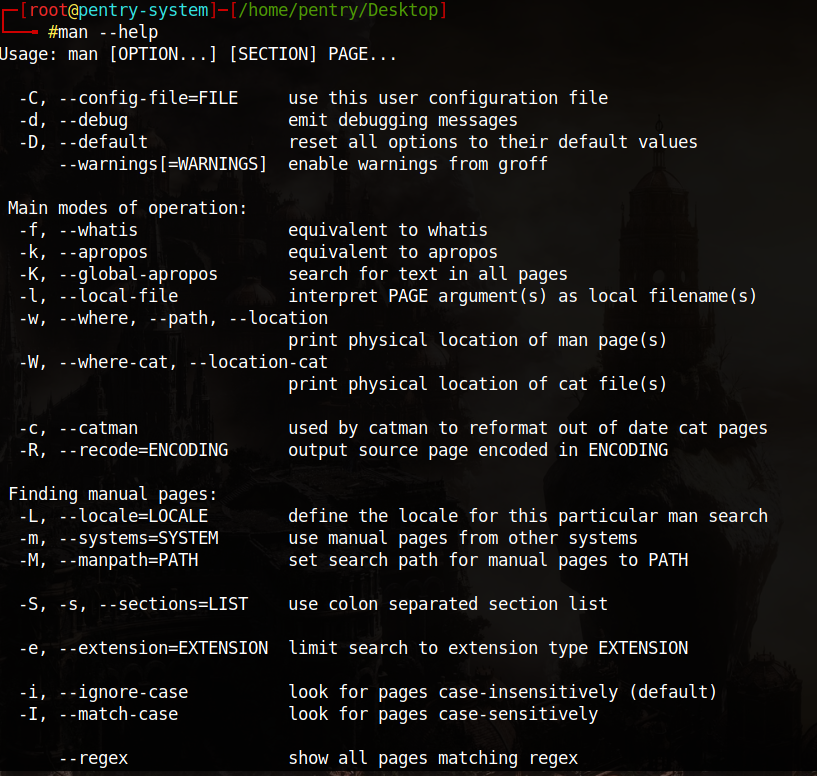 [root@pentry-system]-[/home/pentry/Desktop]
#man --help
Usage: man [OPTION...] [SECTION] PAGE...
-C, --config-file=FILE     use this user configuration file
-d, --debug                emit debugging messages
-D, --default              reset all options to their default values
--warnings[=WARNINGS]  enable warnings from groff
Main modes of operation:
-f, --whatis               equivalent to whatis
-k, --apropos              equivalent to apropos
-K, --global-apropos       search for text in all pages
-l, --local-file           interpret PAGE argument(s) as local filename(s)
-w, --where, --path, --location
print physical location of man page(s)
-W, --where-cat, --location-cat
print physical location of cat file(s)
-c, --catman               used by catman to reformat out of date cat pages
-R, --recode=ENCODING      output source page encoded in ENCODING
Finding manual pages:
-L, --locale=LOCALE        define the locale for this particular man search
-m, --systems=SYSTEM       use manual pages from other systems
-M, --manpath=PATH         set search path for manual pages to PATH
-S, -s, --sections=LIST    use colon separated section list
-e, --extension=EXTENSION  limit search to extension type EXTENSION
-i, --ignore-case          look for pages case-insensitively (default)
-I, --match-case           look for pages case-sensitively
--regex                show all pages matching regex